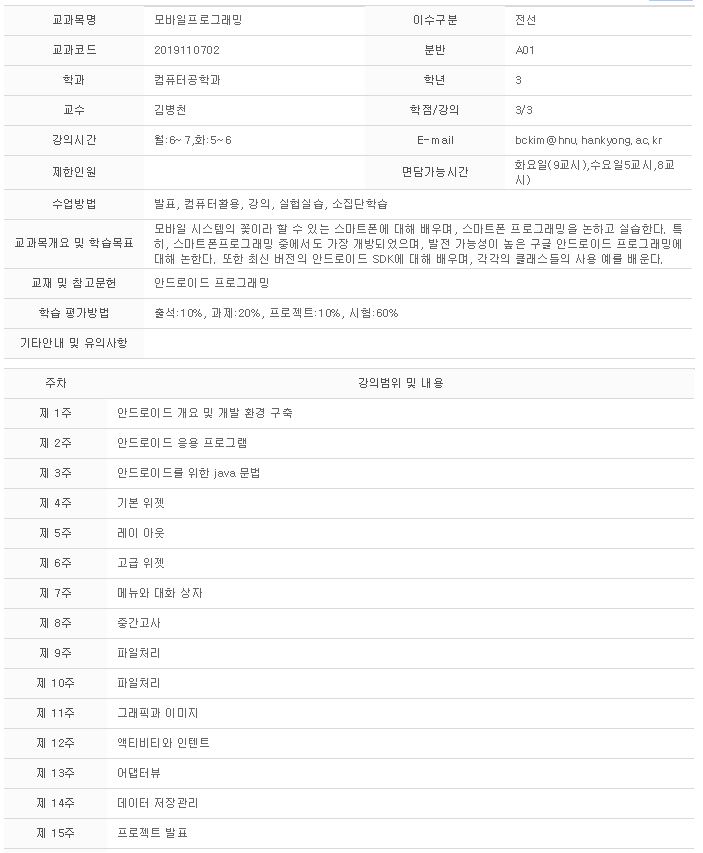 교과목명 모바일프로그래밍 이수구분 전선
교과코드 2019110702 분반 A01
학과 컴퓨터공학과 학년 3
교수 김병천 학점/강의 3/3
강의시간 월:6~7,화:5~6 E-mail bckim@hnu.hankyong.ac.kr
제한인원 면담가능시간 화요일(9교시),수요일5교시,8교
시)
수업방법 발표, 컴퓨터활용, 강의, 실험실습, 소집단학습
교과목개요 및 학습목표 모바일 시스템의 꽃이라 할 수 있는 스마트폰에 대해 배우며, 스마트폰 프로그래밍을 논하고 실습한다. 특
히, 스마트폰프로그래밍 중에서도 가장 개방되었으며, 발전 가능성이 높은 구글 안드로이드 프로그래밍에
대해 논한다. 또한 최신 버전의 안드로이드 SDK에 대해 배우며, 각각의 클래스들의 사용 예를 배운다.
교재 및 참고문헌 안드로이드 프로그래밍
학습 평가방법 출석:10%, 과제:20%, 프로젝트:10%, 시험:60%
기타안내 및 유의사항
주차 강의범위 및 내용
제 1주 안드로이드 개요 및 개발 환경 구축
제 2주 안드로이드 응용 프로그램
제 3주 안드로이드를 위한 java 문법
제 4주 기본 위젯
제 5주 레이 아웃
제 6주 고급 위젯
제 7주 메뉴와 대화 상자
제 8주 중간고사
제 9주 파일처리
제 10주 파일처리
제 11주 그래픽과 이미지
제 12주 액티비티와 인텐트
제 13주 어댑터뷰
제 14주 데이터 저장관리
제 15주 프로젝트 발표